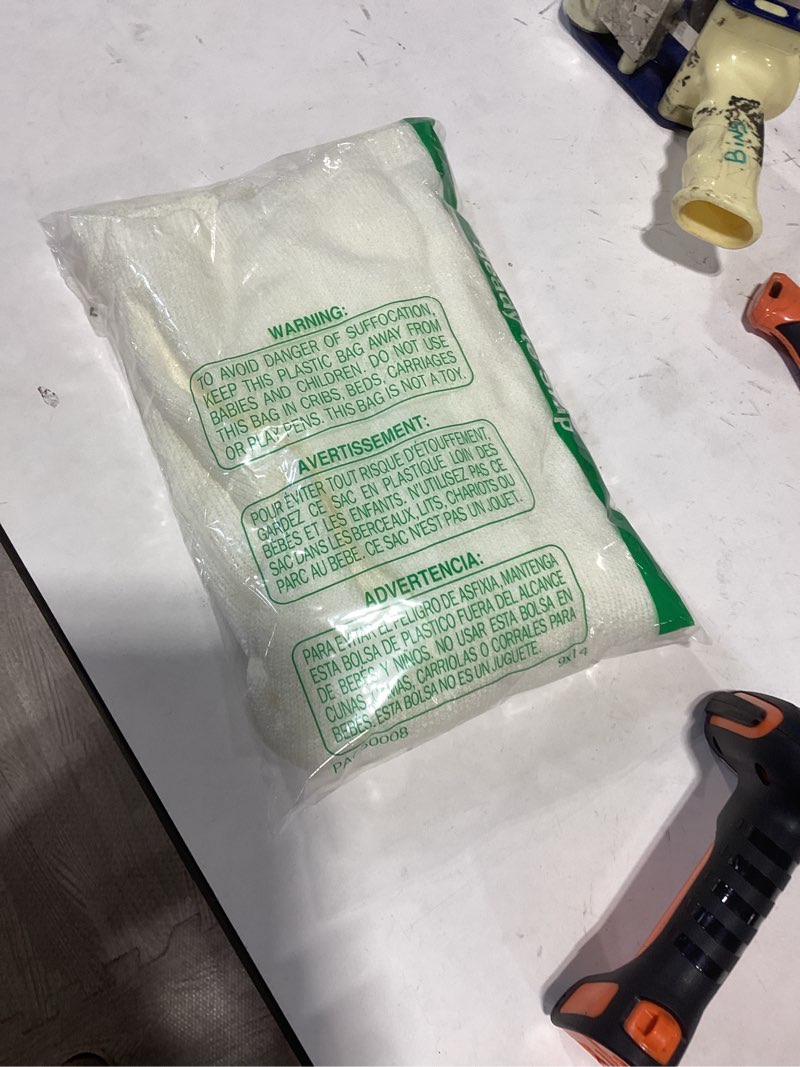 WARNING:
TO AVOID DANGER OF SUFFOCATION,
KEEP THIS PLASTIC BAG AWAY FROM
BABIES AND CHILDREN. DO NOT USE
THIS BAG IN CRIBS, BEDS, CARRIAGES
OR PLAY PENS. THIS BAG IS NOT A TOY.
AVERTISSEMENT:
POUR ÉVITER TOUT RISQUE D'ETOUFFEMENT,
GARDEZ CE SAC EN PLASTIQUE LOIN DES
BÉBÉS ET LES ENFANTS. N'UTILISEZ PAS CE
SAC DANS LES BERCEAUX, LITS, CHARIOTS OU
PARC AU BEBE. CE SAC N'EST PAS UN JOUET.
ADVERTENCIA:
PARA EVITAR EL PELIGRO DE ASFIXIA, MANTENGA
ESTA BOLSA DE PLASTICO FUERA DEL ALCANCE
DE BEBES Y NINOS. NO USAR ESTA BOLSA EN
CUNAS, CAMAS, CARRIOLAS O CORRALES PARA
BEBÉS. ESTA BOLSA NO ES UN JUGUETE.
9x14